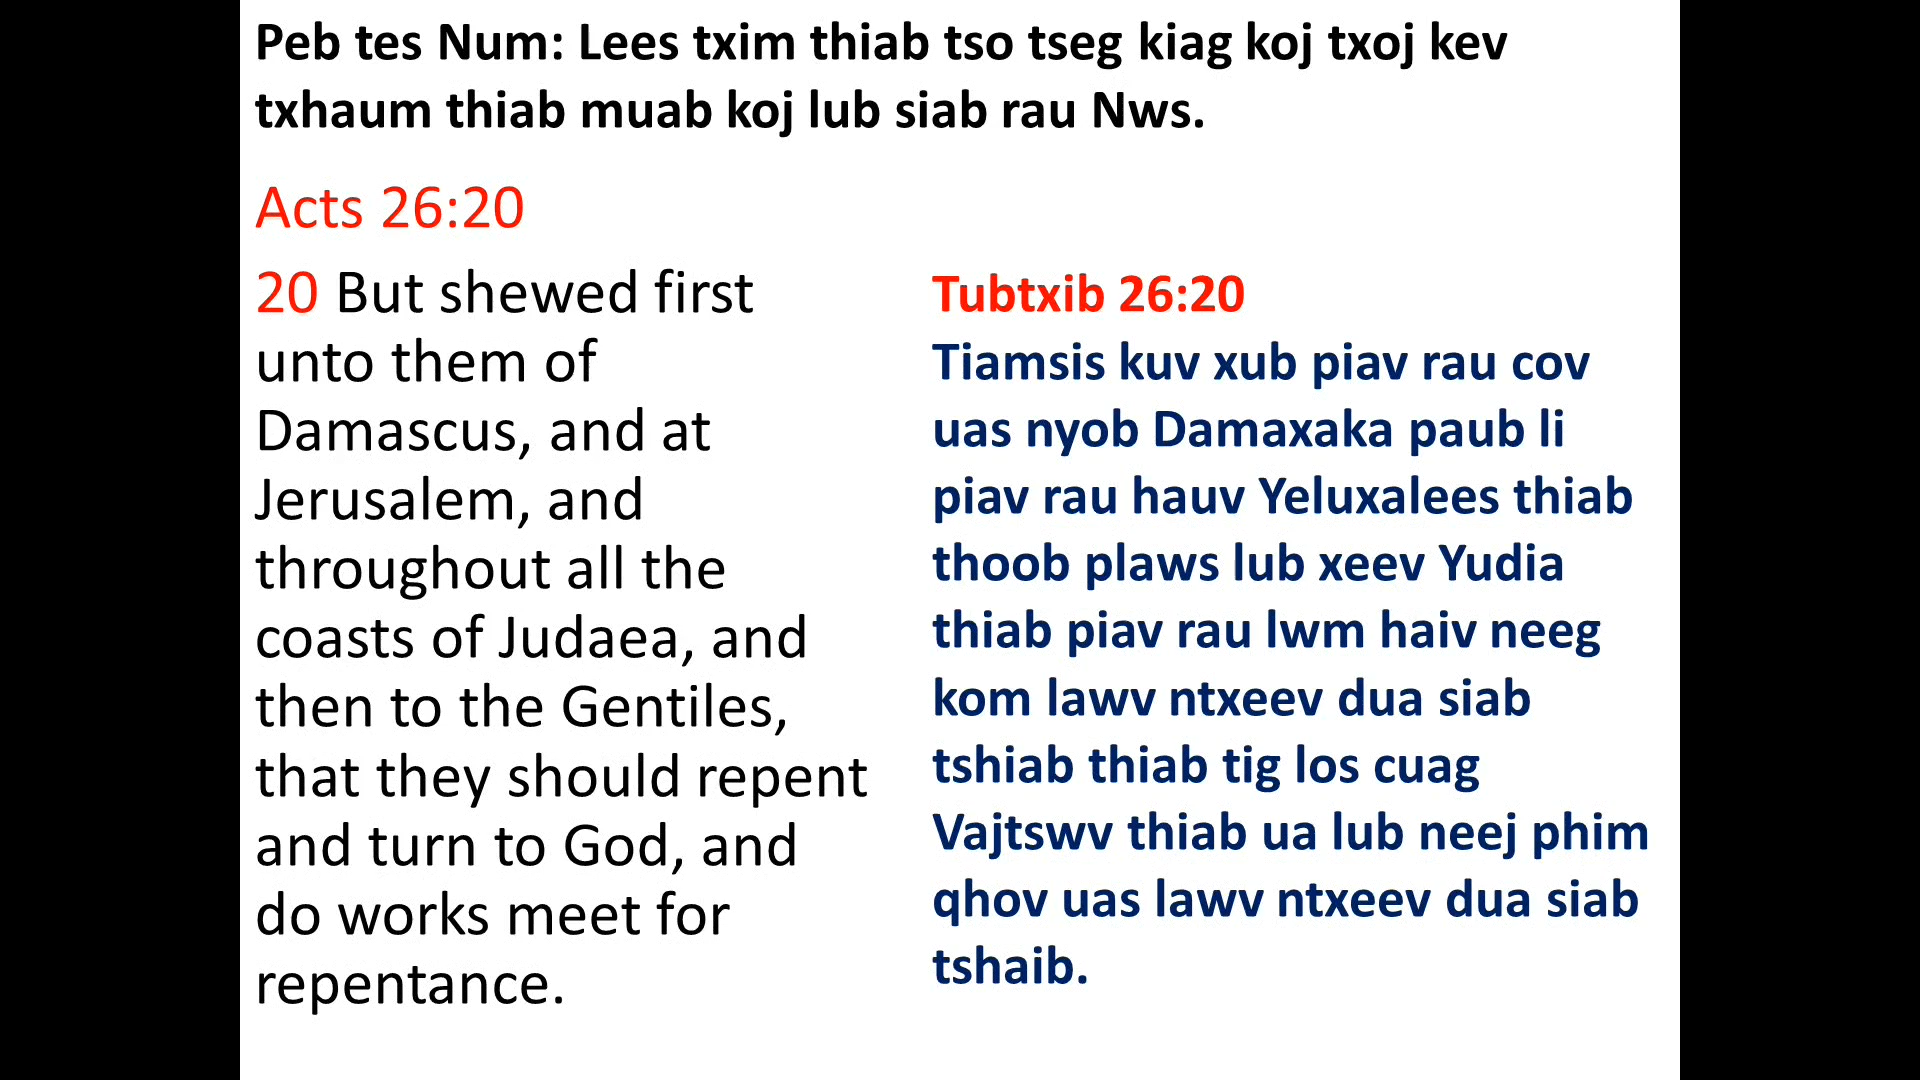 Peb tes Num: Lees txim thiab tso tseg kiag koj txoj kev
txhaum thiab muab koj lub siab rau Nws.
Acts 26:20
20 But shewed first
unto them of
Damascus, and at
Jerusalem, and
throughout all the
coasts of Judaea, and
then to the Gentiles,
that they should repent
and turn to God, and
do works meet for
repentance.
Tubtxib 26:20
Tiamsis kuv xub piav rau cov
uas nyob Damaxaka paub li
piav rau hauv Yeluxalees thiab
thoob plaws lub xeev Yudia
thiab piav rau lwm haiv neeg
kom lawv ntxeev dua siab
tshiab thiab tig los cuag
Vajtswv thiab ua lub neej phim
qhov uas lawv ntxeev dua siab
tshaib.